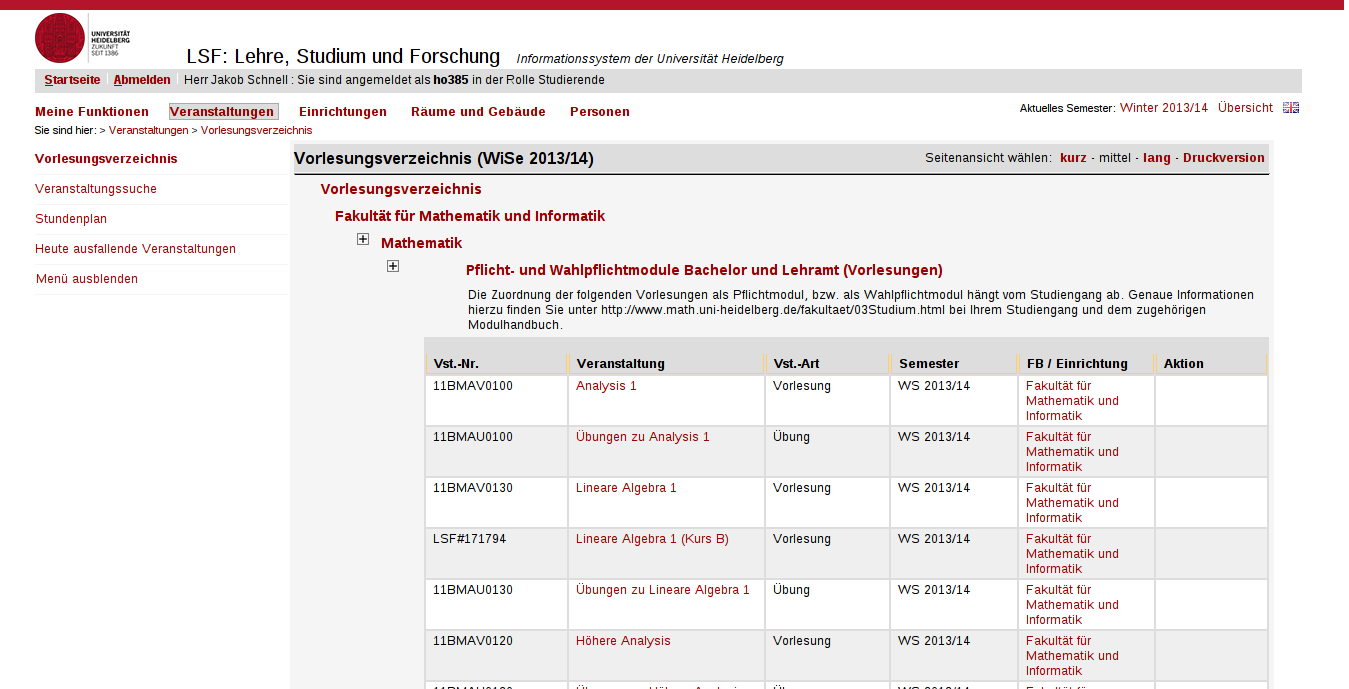 UNIVERSITÄT
HEIDELBERG
ZUKUNFT
SEIT 1386
LSF: Lehre, Studium und Forschung Informationssystem der Universität Heidelberg
Startseite Abmelden Herr Jakob Schnell : Sie sind angemeldet als ho385 in der Rolle Studierende
Meine Funktionen Veranstaltungen Einrichtungen Räume und Gebäude Personen Aktuelles Semester: Winter 2013/14 Übersicht
Sie sind hier: > Veranstaltungen > Vorlesungsverzeichnis
Vorlesungsverzeichnis
Veranstaltungssuche
Stundenplan
Heute ausfallende Veranstaltungen
Menü ausblenden
Vorlesungsverzeichnis (WiSe 2013/14) Seitenansicht wählen: kurz - mittel - lang - Druckversion
Vorlesungsverzeichnis
Fakultät für Mathematik und Informatik
Mathematik
Pflicht- und Wahlpflichtmodule Bachelor und Lehramt (Vorlesungen)
Die Zuordnung der folgenden Vorlesungen als Pflichtmodul, bzw. als Wahlpflichtmodul hängt vom Studiengang ab. Genaue Informationen
hierzu finden Sie unter http://www.math.uni-heidelberg.de/fakultaet/03Studium.html bei Ihrem Studiengang und dem zugehörigen
Modulhandbuch.
Vst.-Nr. Veranstaltung Vst.-Art Semester FB / Einrichtung Aktion
11BMAV0100 Analysis 1 Vorlesung WS 2013/14 Fakultät für
Mathematik und
Informatik
11BMAU0100 Übungen zu Analysis 1 Übung WS 2013/14 Fakultät für
Mathematik und
Informatik
11BMAV0130 Lineare Algebra 1 Vorlesung WS 2013/14 Fakultät für
Mathematik und
Informatik
LSF#171794 Lineare Algebra 1 (Kurs B) Vorlesung WS 2013/14 Fakultät für
Mathematik und
Informatik
11BMAU0130 Übungen zu Lineare Algebra 1 Übung WS 2013/14 Fakultät für
Mathematik und
Informatik
11BMAV0120 Höhere Analysis Vorlesung WS 2013/14 Fakultät für
Mathematik und
Informatik